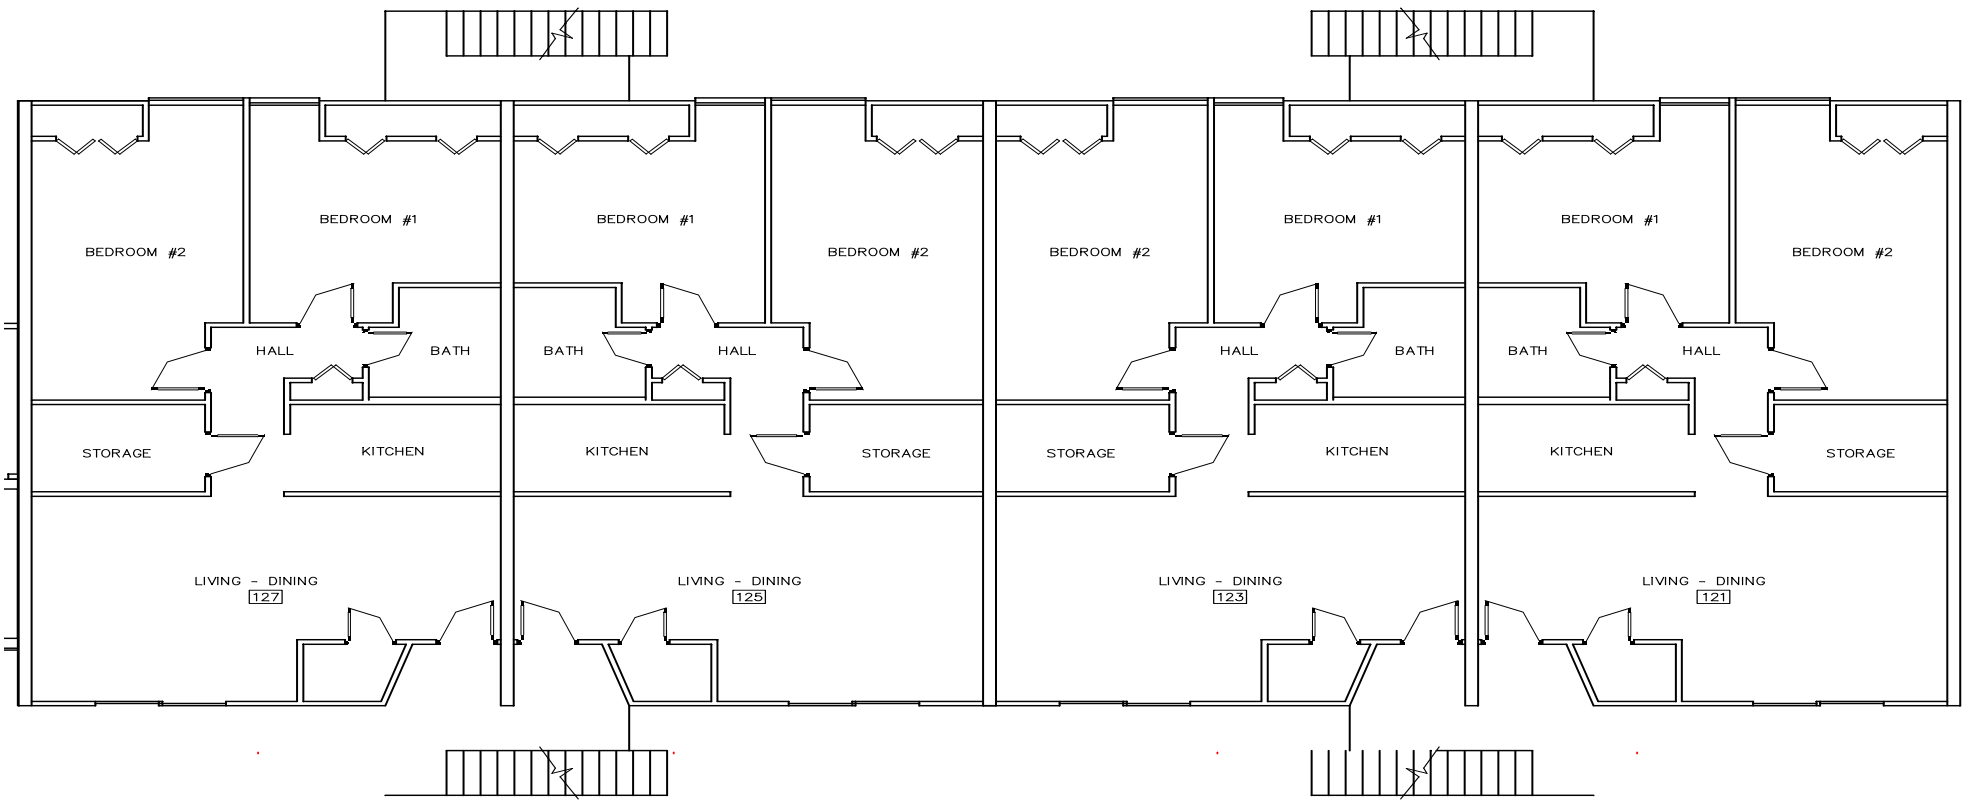 BEDROOM #1
BEDROOM #1
BEDROOM #1
BEDROOM #1
BEDROOM #2
BEDROOM #2
BEDROOM #2
BEDROOM #2
HALL
BATH
BATH
HALL
HALL
BATH
BATH
HALL
STORAGE
KITCHEN
KITCHEN
STORAGE
STORAGE
KITCHEN
KITCHEN
STORAGE
LIVING - DINING
127
LIVING - DINING
125
LIVING - DINING
123
LIVING - DINING
121